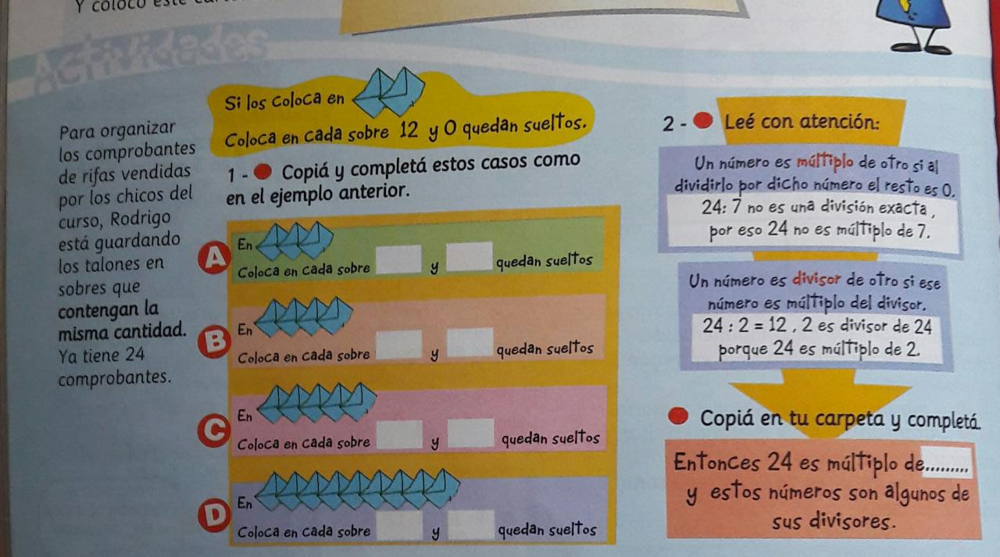 Y coloco este
Actividades
Para organizar
los comprobantes
de rifas vendidas
por los chicos del
curso, Rodrigo
está guardando
los talones en
sobres que
contengan la
misma cantidad.
Ya tiene 24
comprobantes.
Si los coloca en
Coloca en cada sobre 12 y 0 quedan sueltos.
1 - Copiá y completá estos casos como
en el ejemplo anterior.
A
En
Coloca en cada sobre y quedan sueltos
B
En
Coloca en cada sobre y quedan sueltos
C
En
Coloca en cada sobre y quedan sueltos
D
En
Coloca en cada sobre y quedan sueltos
2 - Leé con atención:
Un número es múltiplo de otro si al
dividirlo por dicho número el resto es 0.
24: 7 no es una división exacta,
por eso 24 no es múltiplo de 7.
Un número es divisor de otro si ese
número es múltiplo del divisor.
24 : 2 = 12 . 2 es divisor de 24
porque 24 es múltiplo de 2.
Copiá en tu carpeta y completá.
Entonces 24 es múltiplo de.........
y estos números son algunos de
sus divisores.